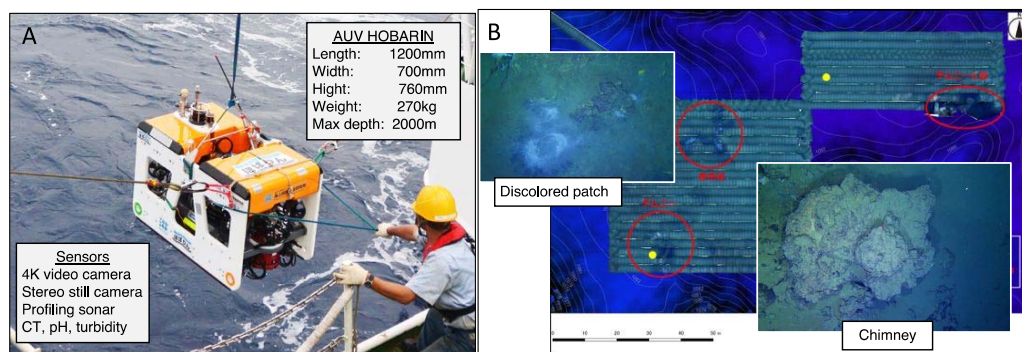 A
AUV HOBARIN
Length: 1200mm
Width: 700mm
Hight: 760mm
Weight: 270kg
Max depth: 2000m
Sensors
4K video camera
Stereo still camera
Profiling sonar
CT, pH, turbidity
B
Discolored patch
Chimney
0 10 20 30 40 50 m